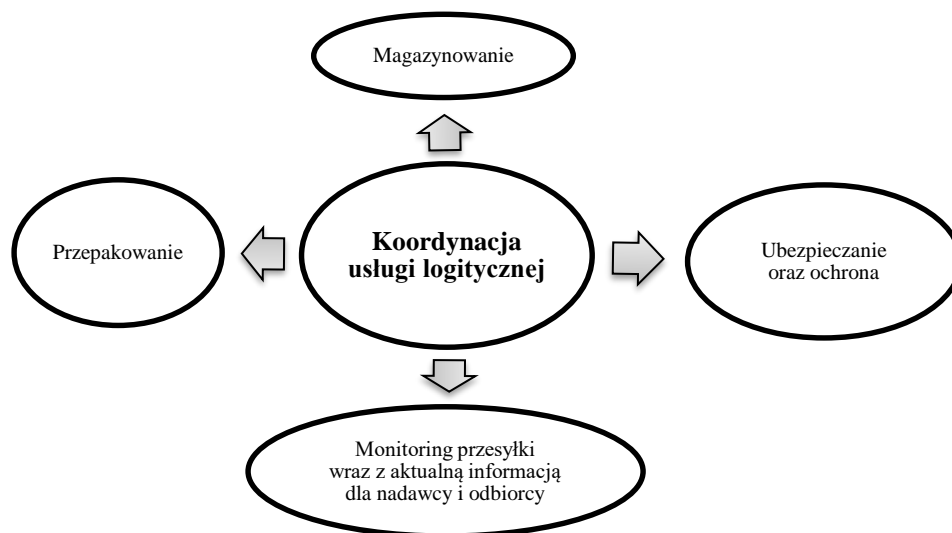 Magazynowanie
Przepakowanie
Koordynacja
usługi logitycznej
Ubezpieczanie
oraz ochrona
Monitoring przesyłki
wraz z aktualną informacją
dla nadawcy i odbiorcy